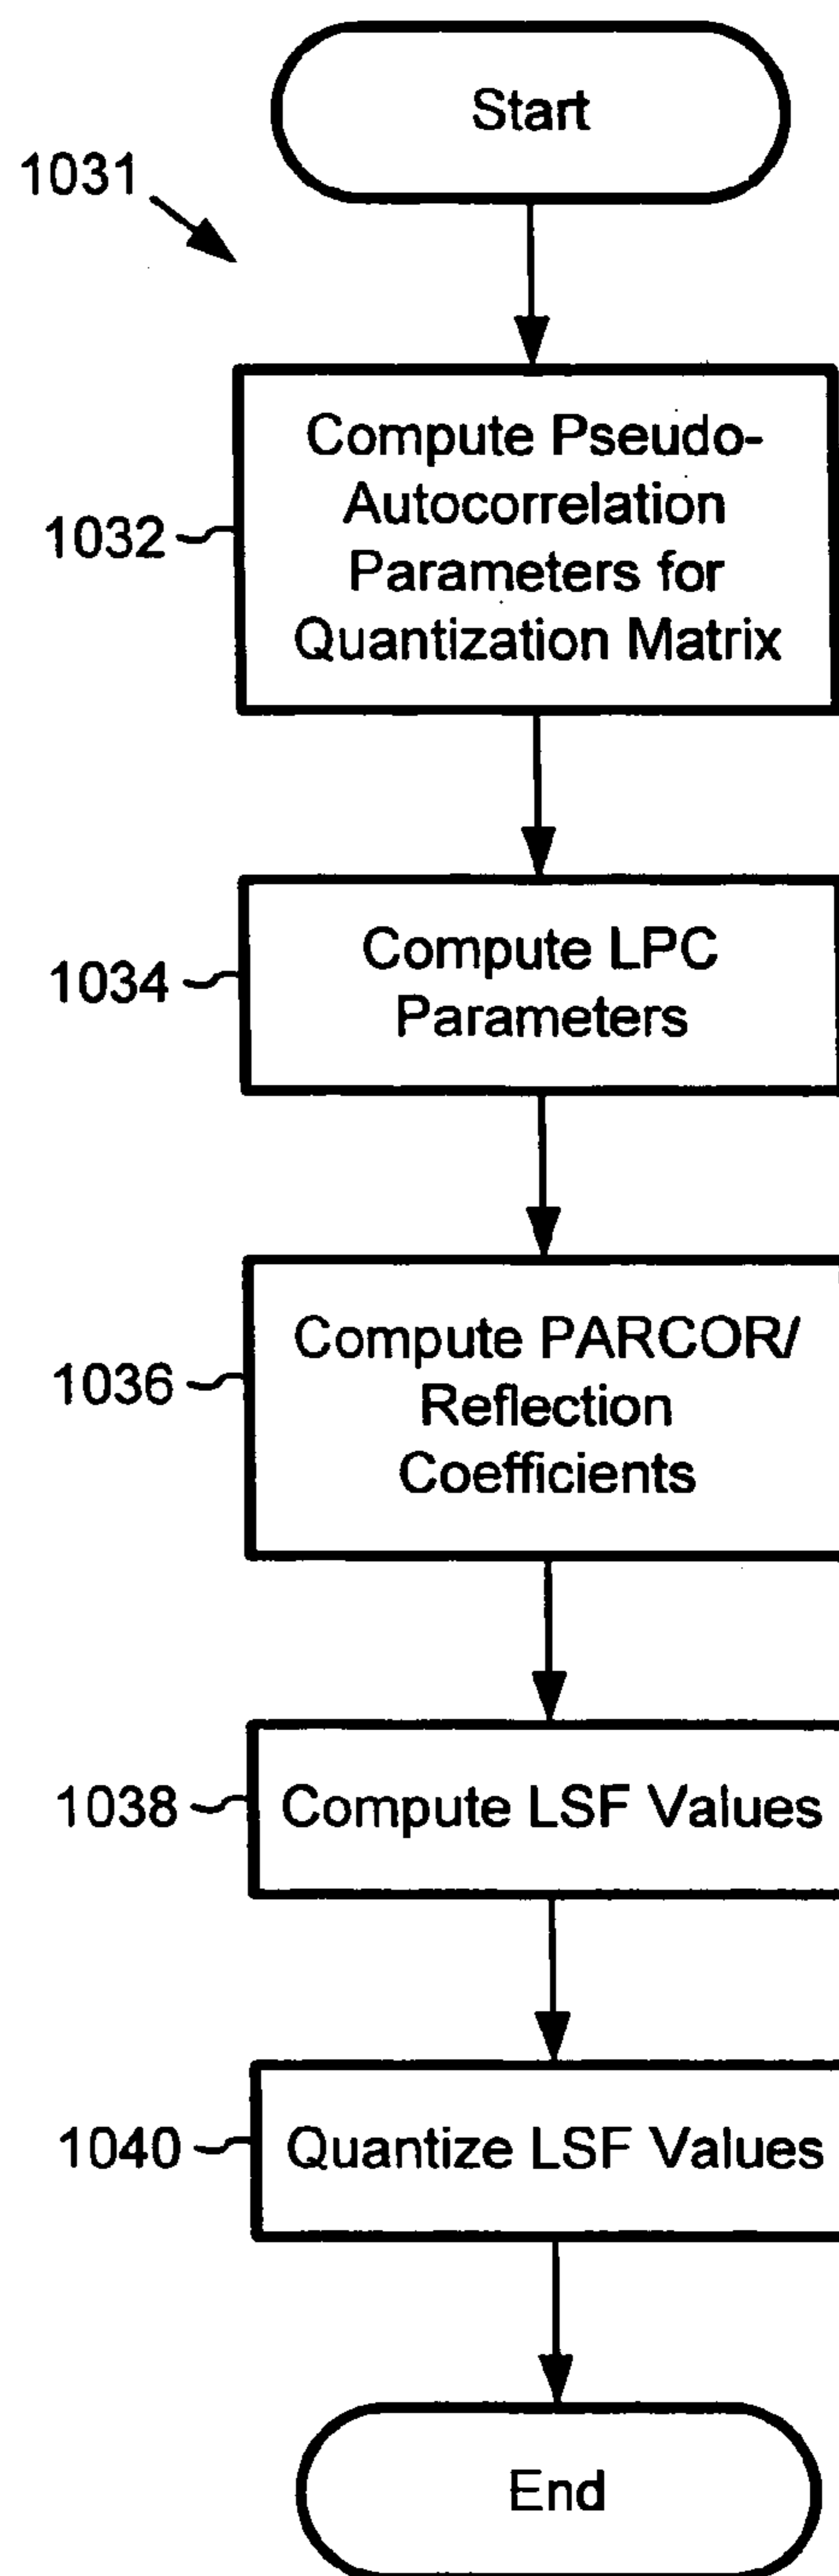 Start
1031
Compute Pseudo-
Autocorrelation
Parameters for
Quantization Matrix
1032
Compute LPC
Parameters
1034
Compute PARCOR/
Reflection
Coefficients
1036
Compute LSF Values
1038
Quantize LSF Values
1040
End